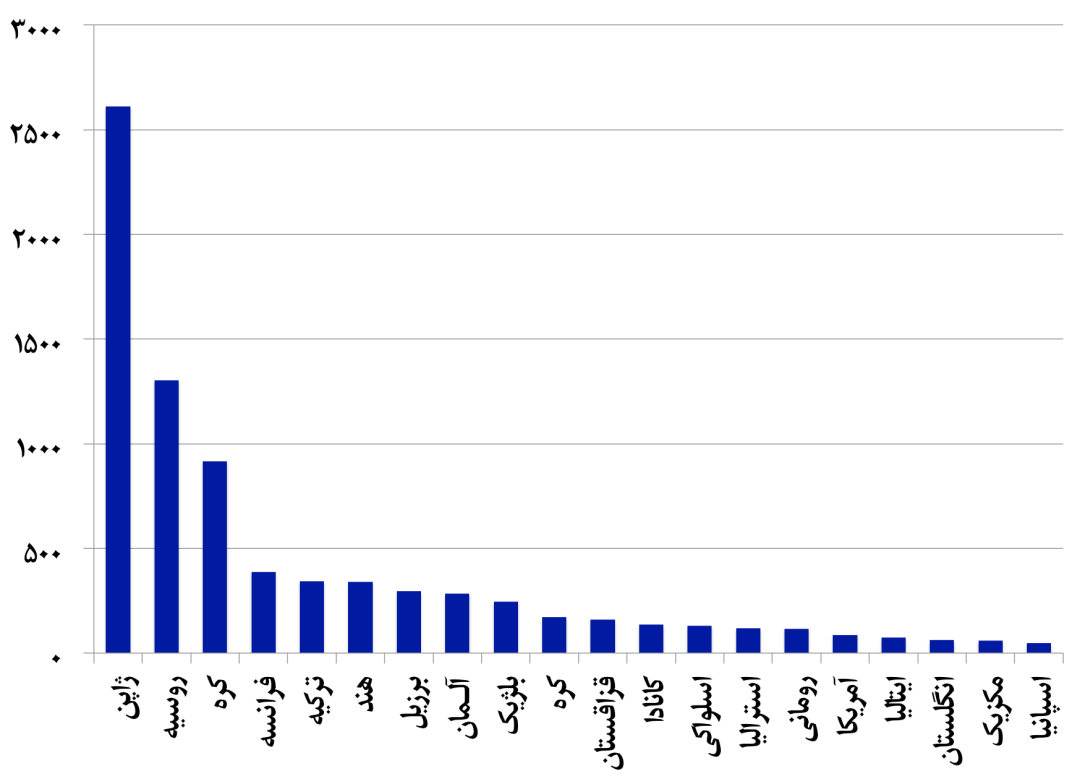 ۳۰۰۰
۲۵۰۰
۲۰۰۰
۱۵۰۰
۱۰۰۰
۵۰۰
۰
ژاپن
روسیه
کره
فرانسه
ترکیه
هند
برزیل
آلـمان
بلژیک
کره
قزاقستان
کانادا
اسلواکی
استرالیا
رومانی
آمریکا
ایتالیا
انگلستان
مکزیک
اسپانیا